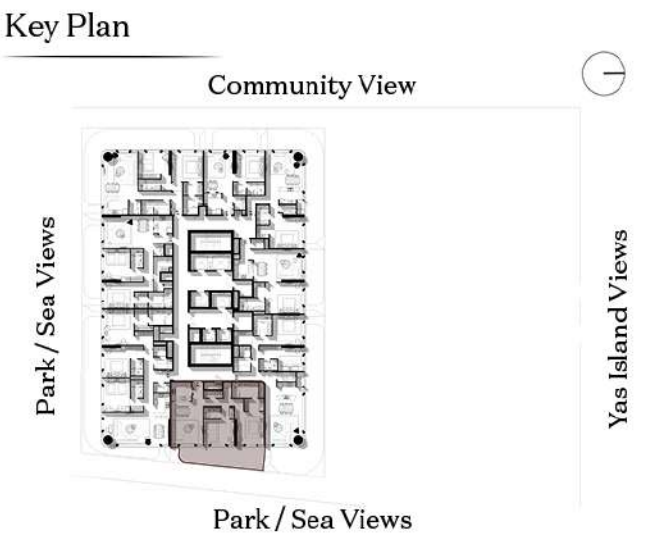 Key Plan
Community View
Park / Sea Views
Yas Island Views
Park / Sea Views